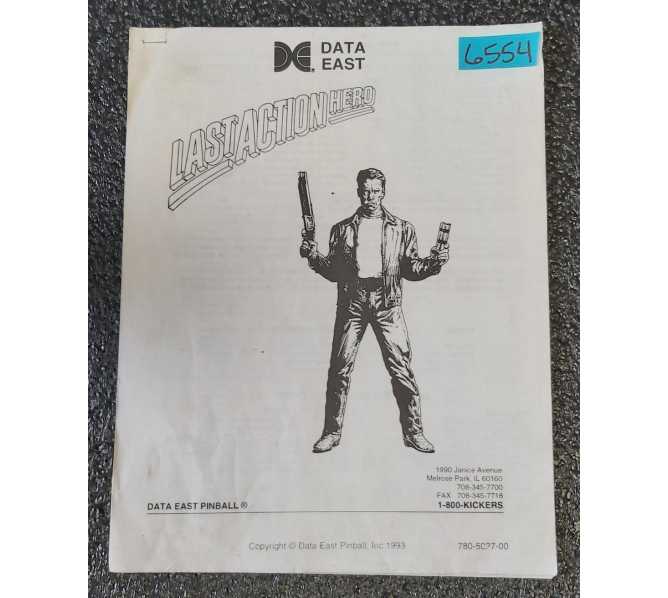 DATA
EAST
6554
LAST ACTION HERO
1990 Janice Avenue
Melrose Park, IL 60160
708-345-7700
FAX 708-345-7718
DATA EAST PINBALL ®
1-800-KICKERS
Copyright © Data East Pinball, Inc 1993